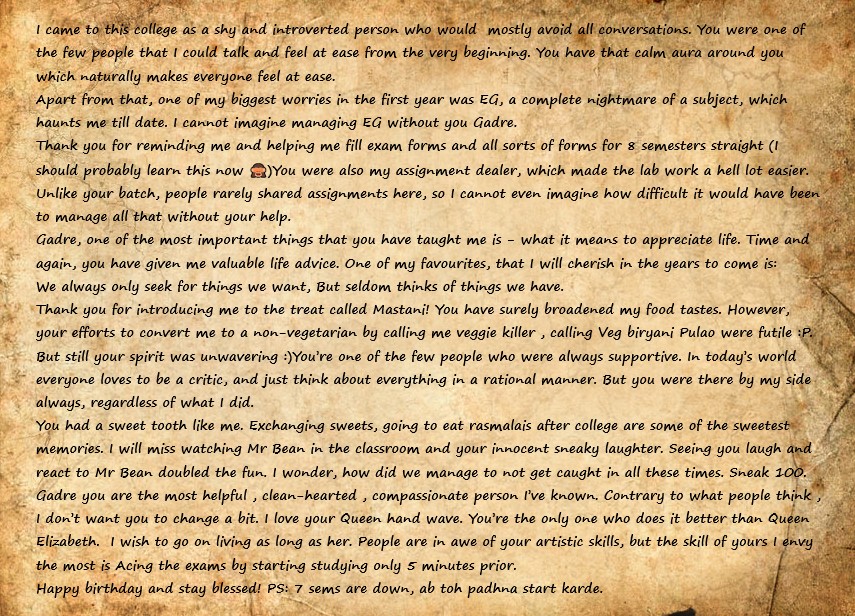 I came to this college as a shy and introverted person who would mostly avoid all conversations. You were one of
the few people that I could talk and feel at ease from the very beginning. You have that calm aura around you
which naturally makes everyone feel at ease.
Apart from that, one of my biggest worries in the first year was EG, a complete nightmare of a subject, which
haunts me till date. I cannot imagine managing EG without you Gadre.
Thank you for reminding me and helping me fill exam forms and all sorts of forms for 8 semesters straight (I
should probably learn this now 🙈)You were also my assignment dealer, which made the lab work a hell lot easier.
Unlike your batch, people rarely shared assignments here, so I cannot even imagine how difficult it would have been
to manage all that without your help.
Gadre, one of the most important things that you have taught me is - what it means to appreciate life. Time and
again, you have given me valuable life advice. One of my favourites, that I will cherish in the years to come is:
We always only seek for things we want, But seldom thinks of things we have.
Thank you for introducing me to the treat called Mastani! You have surely broadened my food tastes. However,
your efforts to convert me to a non-vegetarian by calling me veggie killer , calling Veg biryani Pulao were futile :P.
But still your spirit was unwavering :)You're one of the few people who were always supportive. In today's world
everyone loves to be a critic, and just think about everything in a rational manner. But you were there by my side
always, regardless of what I did.
You had a sweet tooth like me. Exchanging sweets, going to eat rasmalais after college are some of the sweetest
memories. I will miss watching Mr Bean in the classroom and your innocent sneaky laughter. Seeing you laugh and
react to Mr Bean doubled the fun. I wonder, how did we manage to not get caught in all these times. Sneak 100.
Gadre you are the most helpful , clean-hearted , compassionate person I've known. Contrary to what people think ,
I don't want you to change a bit. I love your Queen hand wave. You're the only one who does it better than Queen
Elizabeth. I wish to go on living as long as her. People are in awe of your artistic skills, but the skill of yours I envy
the most is Acing the exams by starting studying only 5 minutes prior.
Happy birthday and stay blessed! PS: 7 sems are down, ab toh padhna start karde.